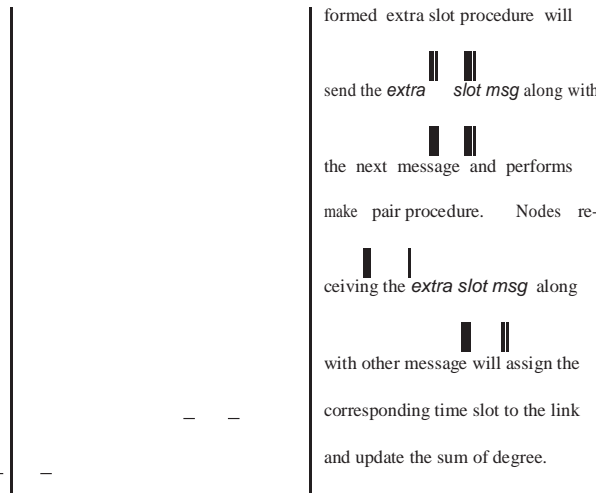 formed extra slot procedure will
send the extra slot msg along with
the next message and performs
make pair procedure. Nodes re-
ceiving the extra slot msg along
with other message will assign the
corresponding time slot to the link
and update the sum of degree.